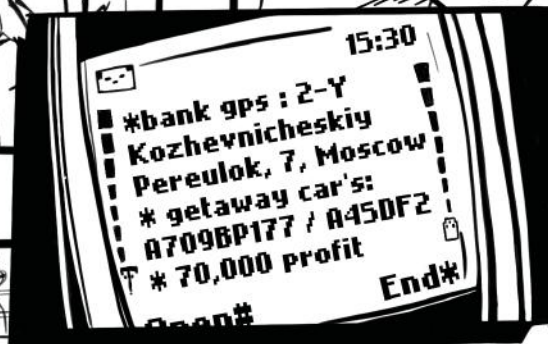 15:30
*bank gps : 2-Y
Kozhevnicheskiy
Pereulok, 7, Moscow
* getaway car's:
A709BP177 / A45DF2
* 70,000 profit
End*